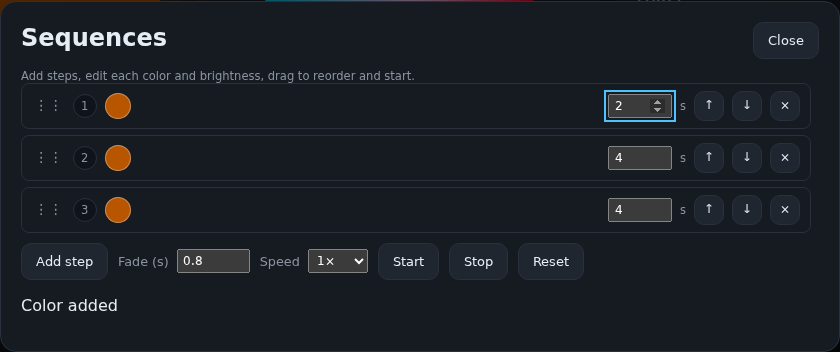 Sequences
Close
Add steps, edit each color and brightness, drag to reorder and start.
1 2 s ↑ ↓ ×
2 4 s ↑ ↓ ×
3 4 s ↑ ↓ ×
Add step Fade (s) 0.8 Speed 1× Start Stop Reset
Color added